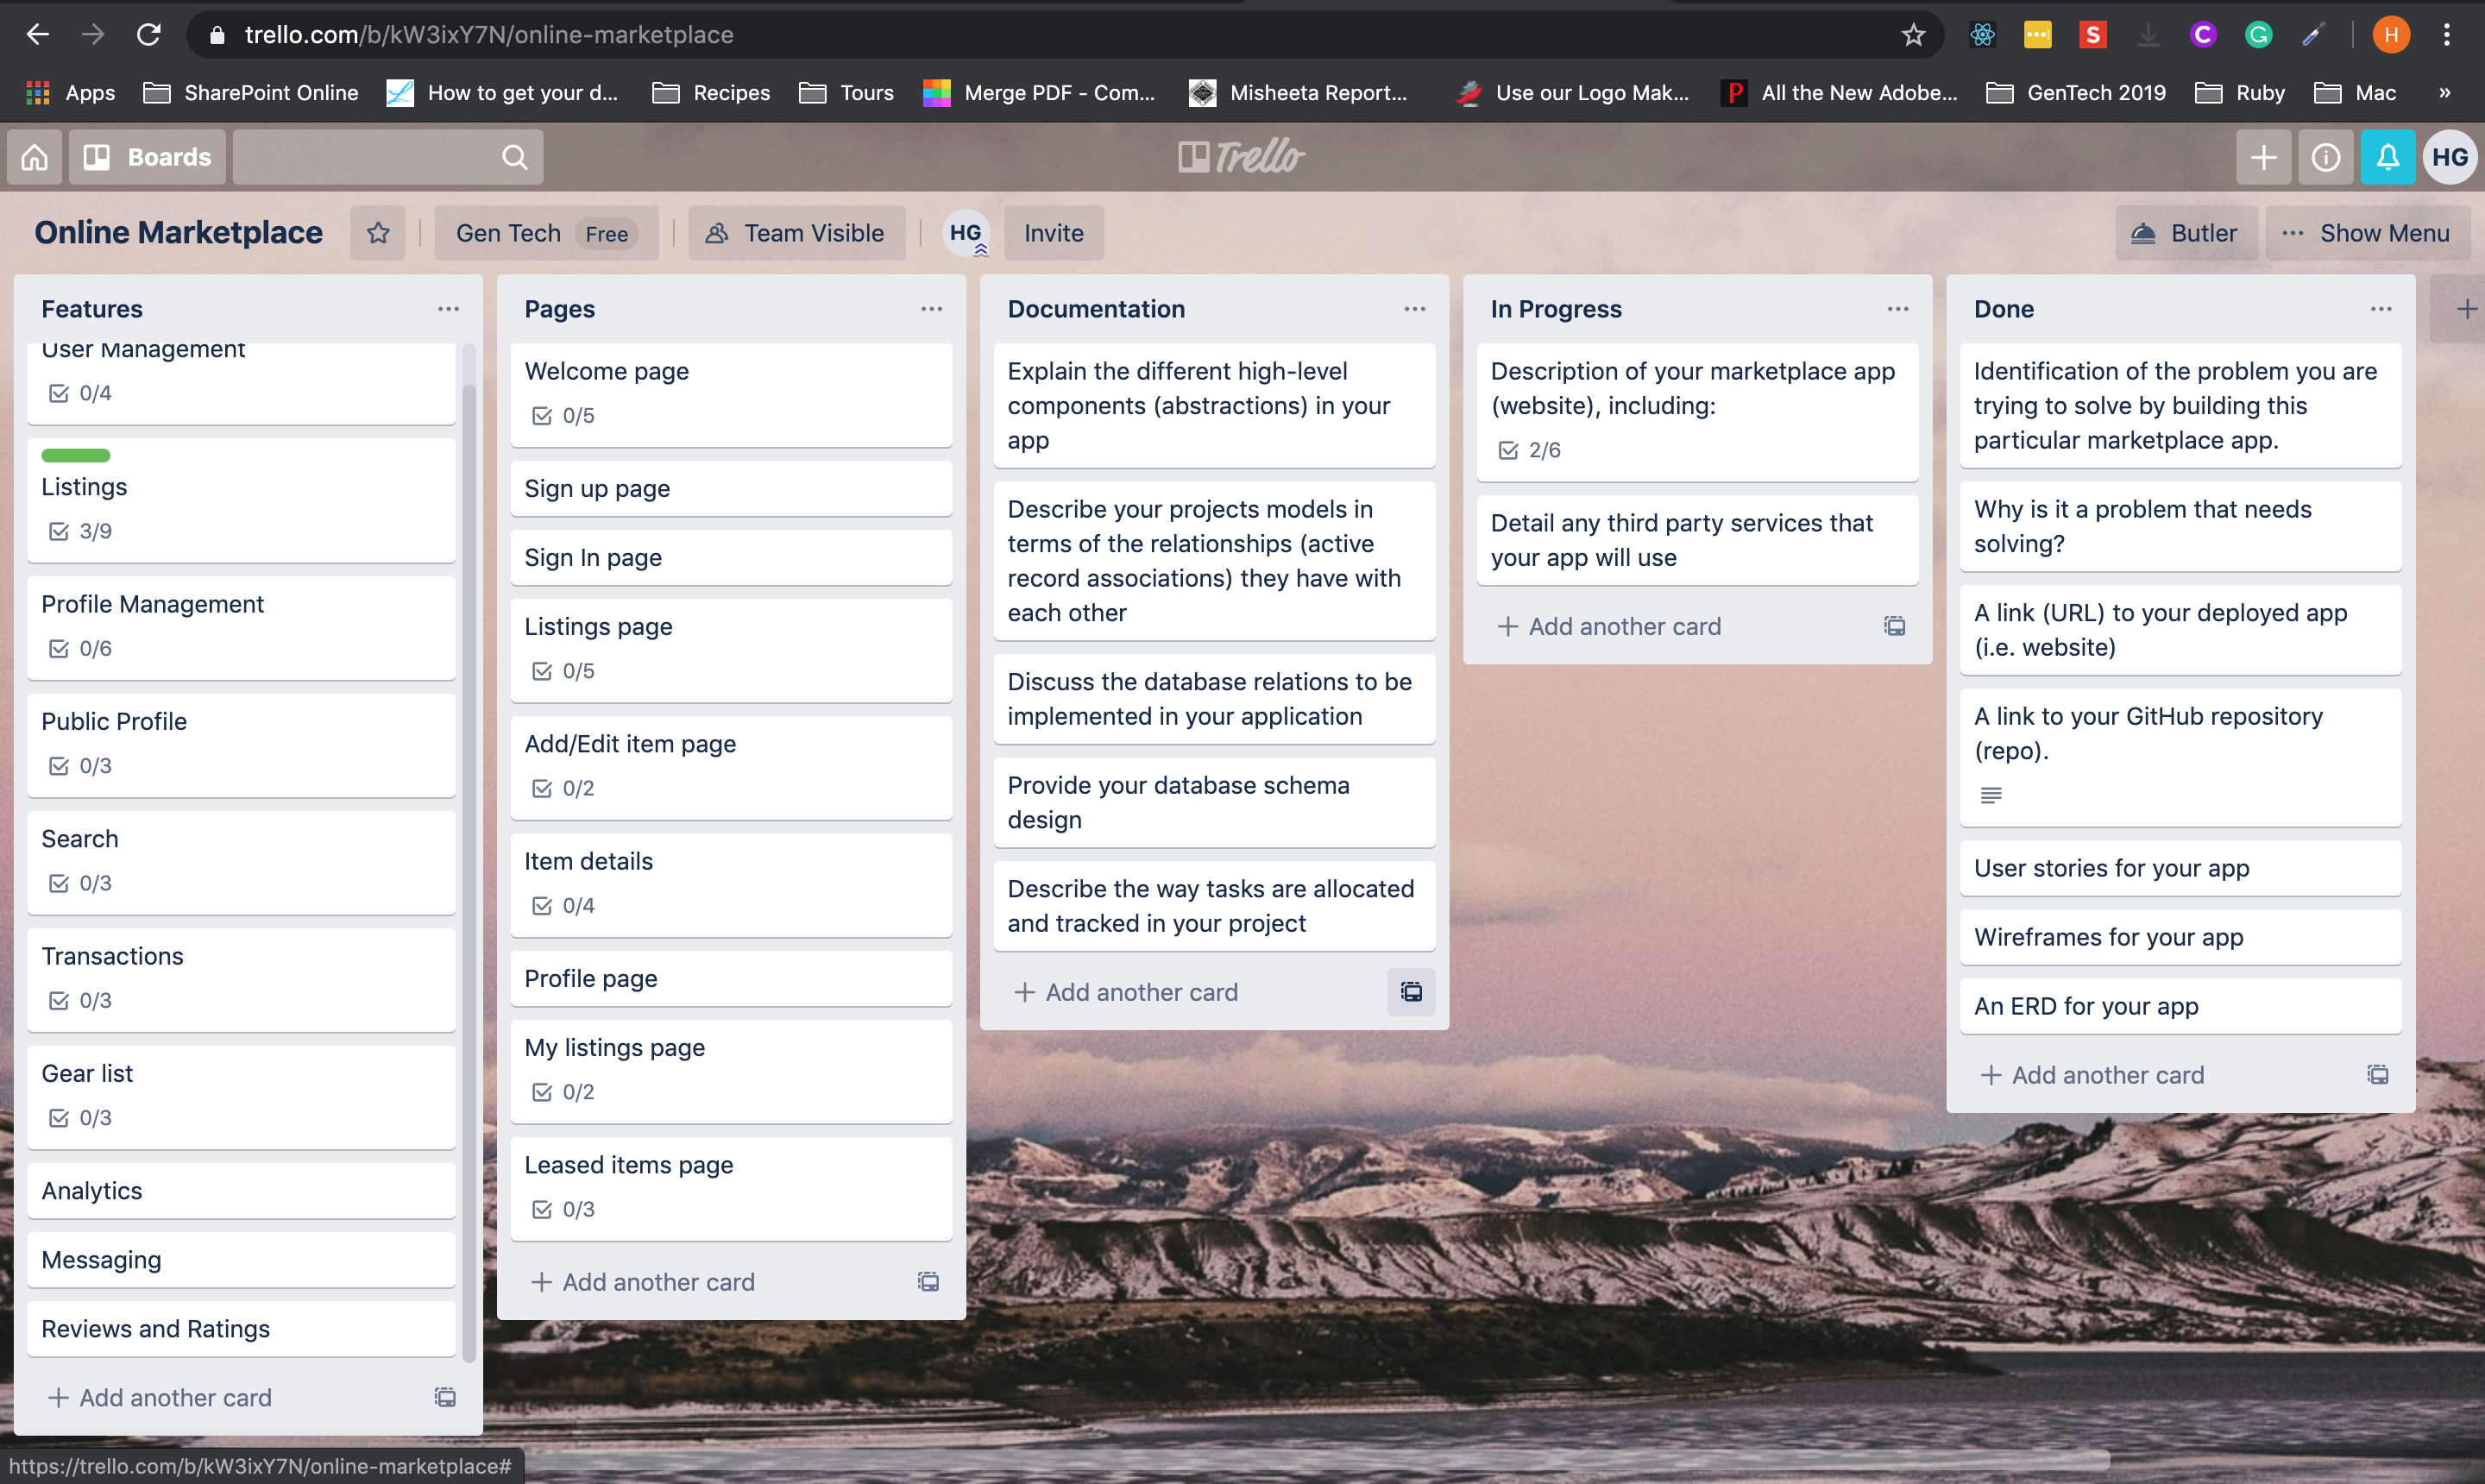 trello.com/b/kW3ixY7N/online-marketplace
S
C
G
H
Apps
SharePoint Online
How to get your d...
Recipes
Tours
Merge PDF - Com...
Misheeta Report...
Use our Logo Mak...
P
All the New Adobe...
GenTech 2019
Ruby
Mac
»
Boards
Trello
HG
Online Marketplace
Gen Tech Free
Team Visible
HG
Invite
Butler
Show Menu
Features
User Management
0/4
Listings
3/9
Profile Management
0/6
Public Profile
0/3
Search
0/3
Transactions
0/3
Gear list
0/3
Analytics
Messaging
Reviews and Ratings
+ Add another card
Pages
Welcome page
0/5
Sign up page
Sign In page
Listings page
0/5
Add/Edit item page
0/2
Item details
0/4
Profile page
My listings page
0/2
Leased items page
0/3
+ Add another card
Documentation
Explain the different high-level
components (abstractions) in your
app
Describe your projects models in
terms of the relationships (active
record associations) they have with
each other
Discuss the database relations to be
implemented in your application
Provide your database schema
design
Describe the way tasks are allocated
and tracked in your project
+ Add another card
In Progress
Description of your marketplace app
(website), including:
2/6
Detail any third party services that
your app will use
+ Add another card
Done
Identification of the problem you are
trying to solve by building this
particular marketplace app.
Why is it a problem that needs
solving?
A link (URL) to your deployed app
(i.e. website)
A link to your GitHub repository
(repo).
User stories for your app
Wireframes for your app
An ERD for your app
+ Add another card
https://trello.com/b/kW3ixY7N/online-marketplace#